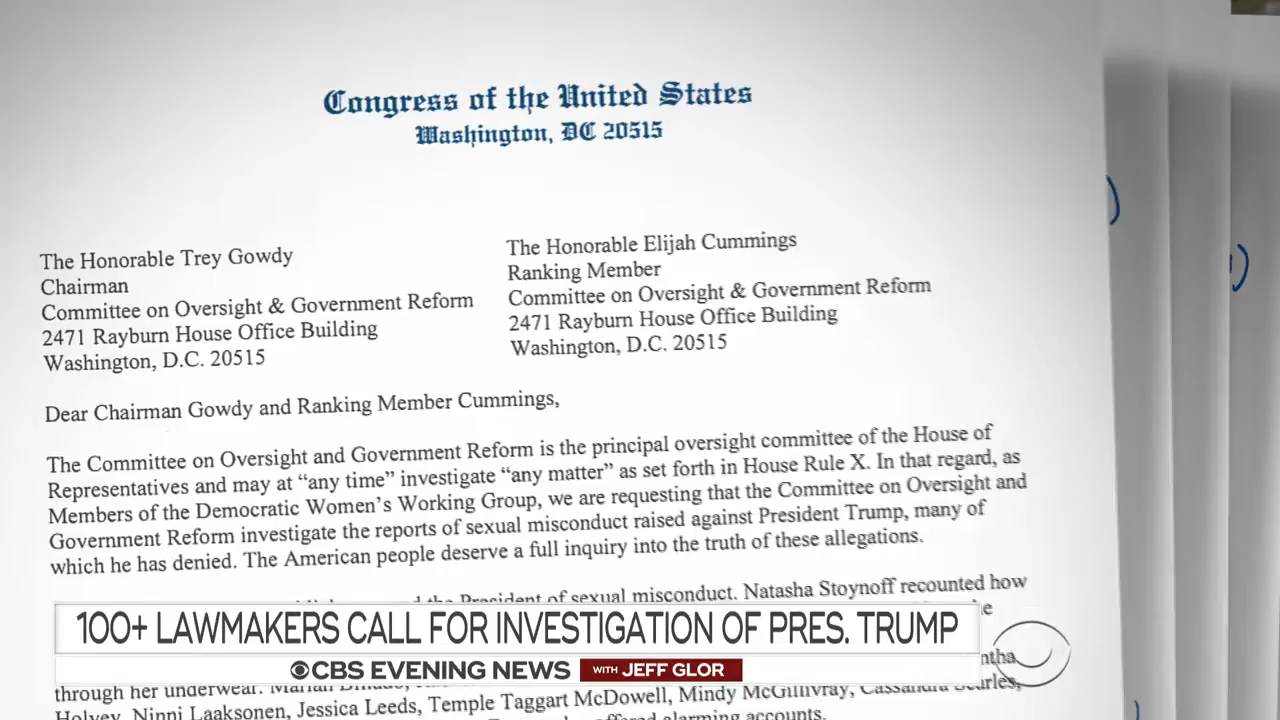 Congress of the United States
Washington, DC 20515
The Honorable Trey Gowdy
Chairman
Committee on Oversight & Government Reform
2471 Rayburn House Office Building
Washington, D.C. 20515
The Honorable Elijah Cummings
Ranking Member
Committee on Oversight & Government Reform
2471 Rayburn House Office Building
Washington, D.C. 20515
Dear Chairman Gowdy and Ranking Member Cummings,
The Committee on Oversight and Government Reform is the principal oversight committee of the House of
Representatives and may at “any time” investigate “any matter” as set forth in House Rule X. In that regard, as
Members of the Democratic Women’s Working Group, we are requesting that the Committee on Oversight and
Government Reform investigate the reports of sexual misconduct raised against President Trump, many of
which he has denied. The American people deserve a full inquiry into the truth of these allegations.
the President of sexual misconduct. Natasha Stoynoff recounted how
100+ LAWMAKERS CALL FOR INVESTIGATION OF PRES. TRUMP
CBS EVENING NEWS WITH JEFF GLOR
through her underwear.
Holvey, Ninni Laaksonen, Jessica Leeds, Temple Taggart McDowell, Mindy McGillivray, Cassandra Searles,
offered alarming accounts.